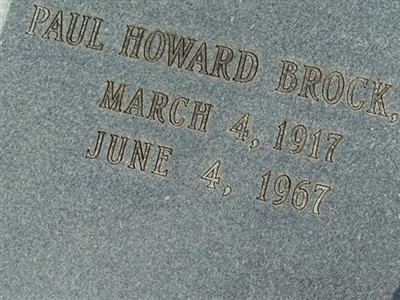 PAUL HOWARD BROCK,
MARCH 4, 1917
JUNE 4, 1967